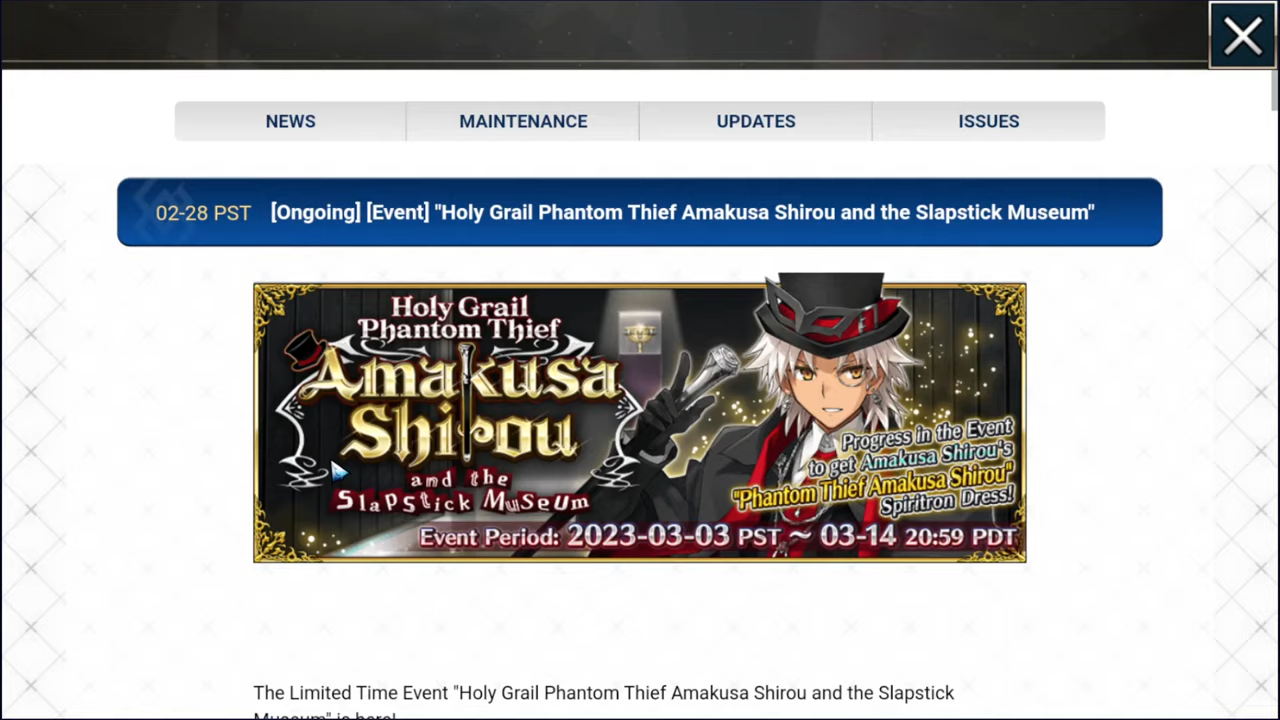 NEWS
MAINTENANCE
UPDATES
ISSUES
02-28 PST [Ongoing] [Event] "Holy Grail Phantom Thief Amakusa Shirou and the Slapstick Museum"
Holy Grail
Phantom Thief
Amakusa
Shirou
and the
Slapstick Museum
Progress in the Event
to get Amakusa Shirou's
"Phantom Thief Amakusa Shirou"
Spiritron Dress!
Event Period: 2023-03-03 PST ~ 03-14 20:59 PDT
The Limited Time Event "Holy Grail Phantom Thief Amakusa Shirou and the Slapstick
Museum" is here!